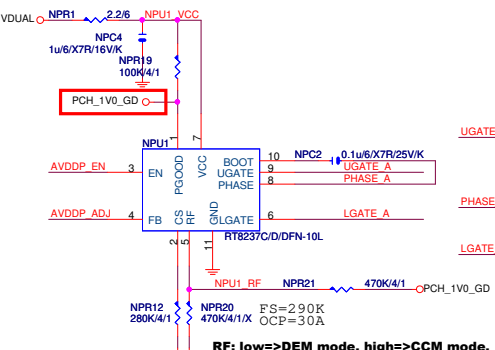 VDUAL NPR1 2.2/6 NPU1_VCC
NPC4
1u/6/X7R/16V/K
NPR19
100K/4/1
PCH_1V0_GD
NPU1
1 7
PGOOD VCC
AVDDP_EN 3 EN
BOOT 10 NPC2 0.1u/6/X7R/25V/K
UGATE 9 UGATE_A
PHASE 8 PHASE_A
AVDDP_ADJ 4 FB
CS RF GND
LGATE 6 LGATE_A
2 5 11
RT8237C/D/DFN-10L
UGATE
PHASE
LGATE
NPU1_RF NPR21 470K/4/1 PCH_1V0_GD
NPR12
280K/4/1
NPR20
470K/4/1/X
FS=290K
OCP=30A
RF: low=>DEM mode, high=>CCM mode.